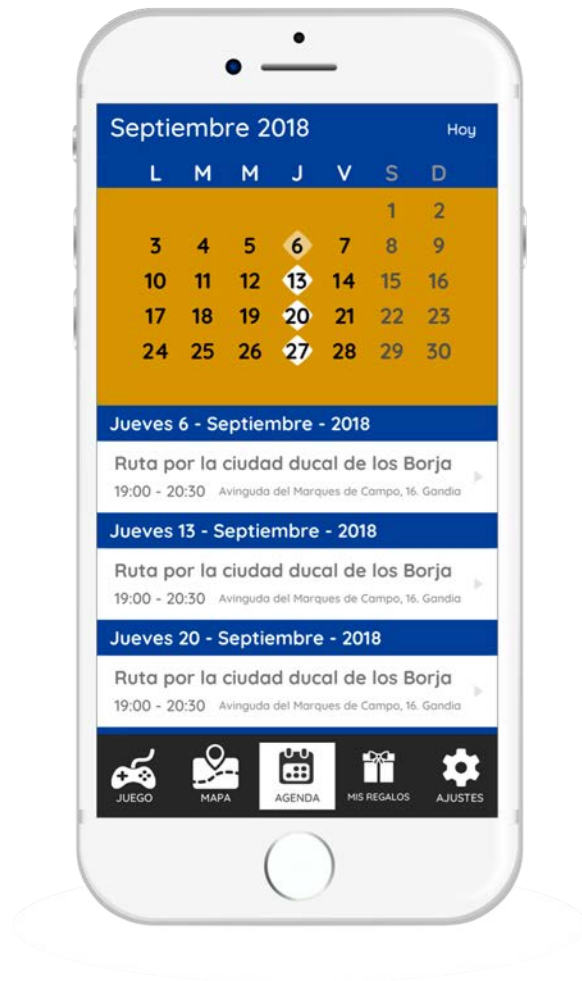 Septiembre 2018 Hoy
L M M J V S D
1 2
3 4 5 6 7 8 9
10 11 12 13 14 15 16
17 18 19 20 21 22 23
24 25 26 27 28 29 30
Jueves 6 - Septiembre - 2018
Ruta por la ciudad ducal de los Borja
19:00 - 20:30 Avinguda del Marques de Campo, 16. Gandia
Jueves 13 - Septiembre - 2018
Ruta por la ciudad ducal de los Borja
19:00 - 20:30 Avinguda del Marques de Campo, 16. Gandia
Jueves 20 - Septiembre - 2018
Ruta por la ciudad ducal de los Borja
19:00 - 20:30 Avinguda del Marques de Campo, 16. Gandia
JUEGO MAPA AGENDA MIS REGALOS AJUSTES